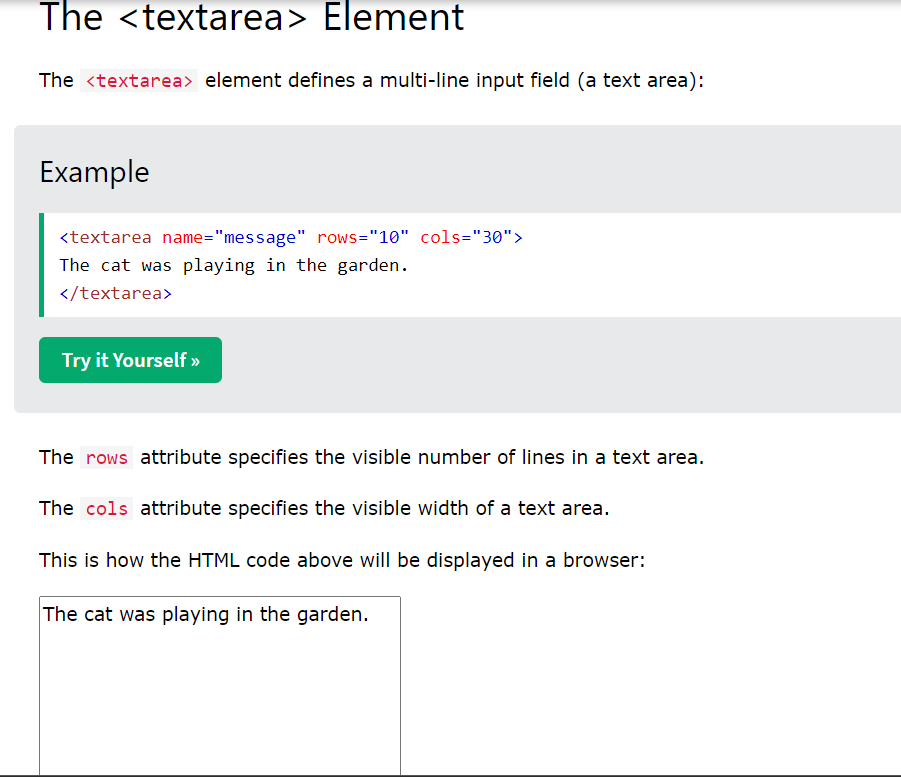 The <textarea> Element
The <textarea> element defines a multi-line input field (a text area):
Example
<textarea name="message" rows="10" cols="30">
The cat was playing in the garden.
</textarea>
Try it Yourself »
The rows attribute specifies the visible number of lines in a text area.
The cols attribute specifies the visible width of a text area.
This is how the HTML code above will be displayed in a browser:
The cat was playing in the garden.